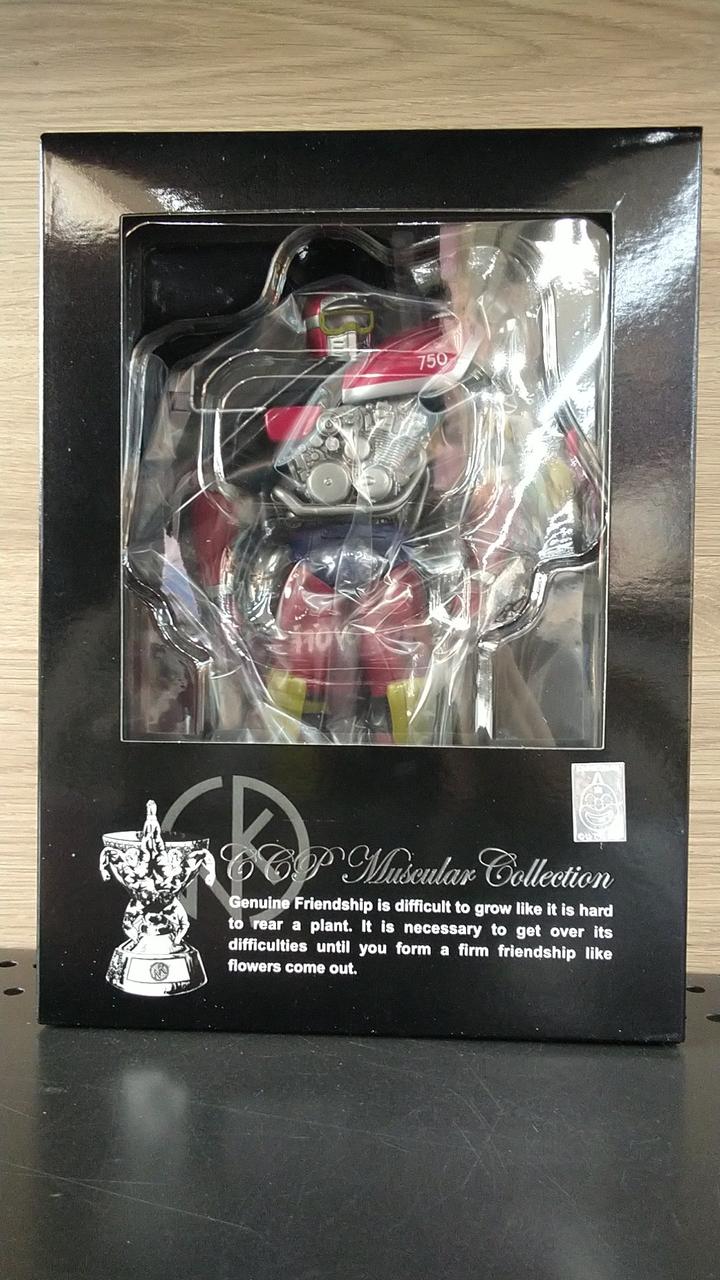 750
CCP Muscular Collection
Genuine Friendship is difficult to grow like it is hard
to rear a plant. It is necessary to get over its
difficulties until you form a firm friendship like
flowers come out.